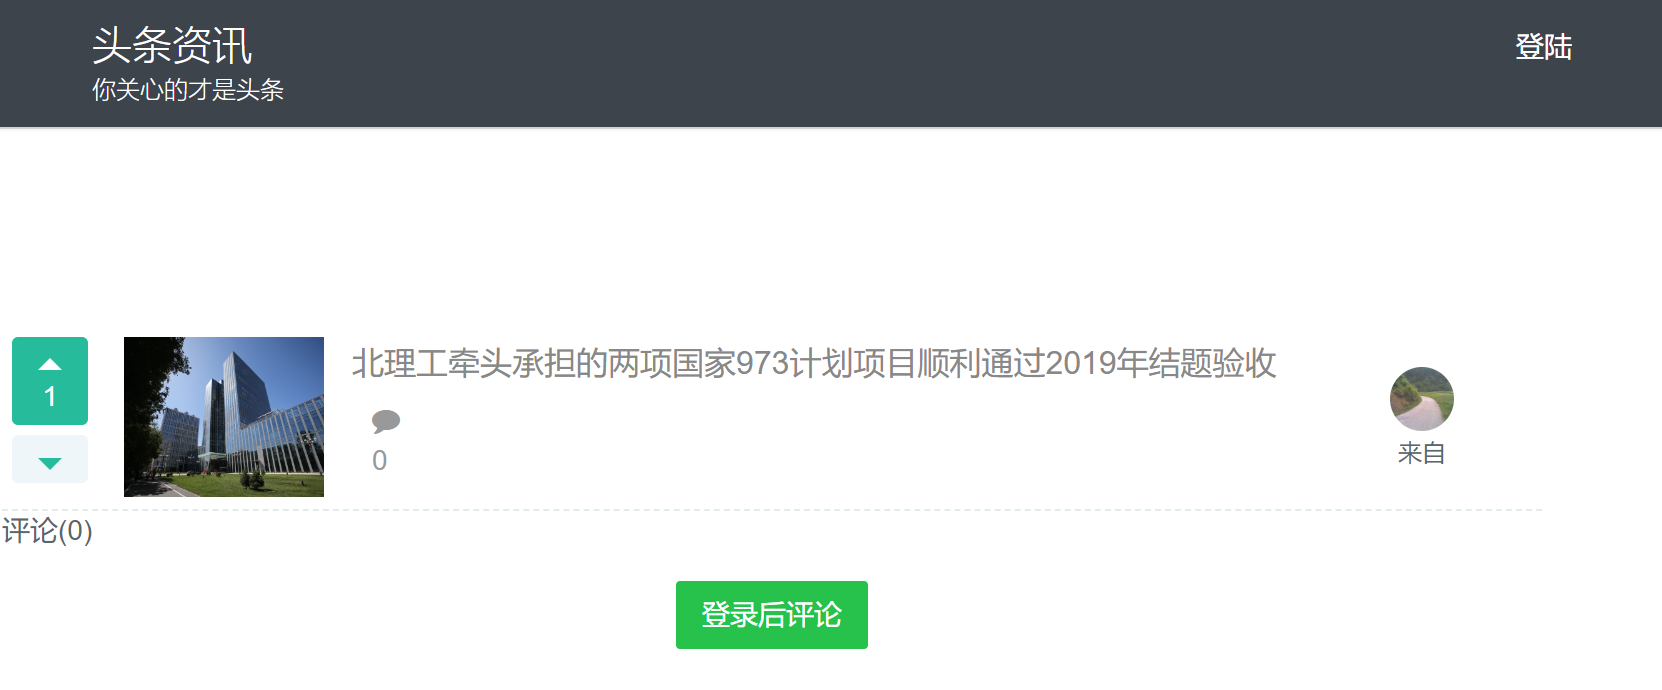 头条资讯
登陆
你关心的才是头条
1
北理工牵头承担的两项国家973计划项目顺利通过2019年结题验收
0
来自
评论(0)
登录后评论